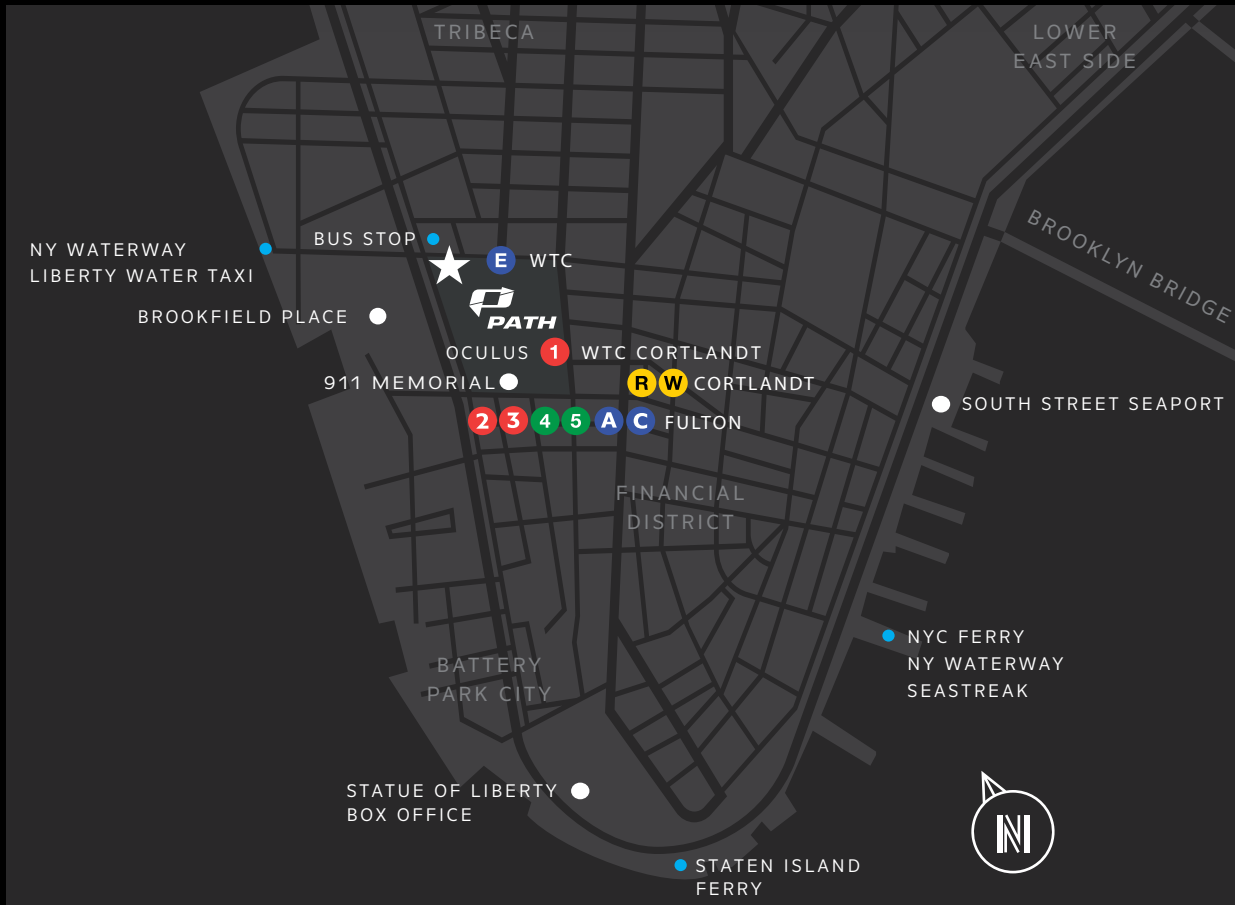 TRIBECA
LOWER
EAST SIDE
BROOKLYN BRIDGE
BUS STOP
NY WATERWAY
LIBERTY WATER TAXI
E WTC
PATH
BROOKFIELD PLACE
OCULUS 1 WTC CORTLANDT
911 MEMORIAL
R W CORTLANDT
SOUTH STREET SEAPORT
2 3 4 5 A C FULTON
FINANCIAL
DISTRICT
NYC FERRY
NY WATERWAY
SEASTREAK
BATTERY
PARK CITY
STATUE OF LIBERTY
BOX OFFICE
N
STATEN ISLAND
FERRY